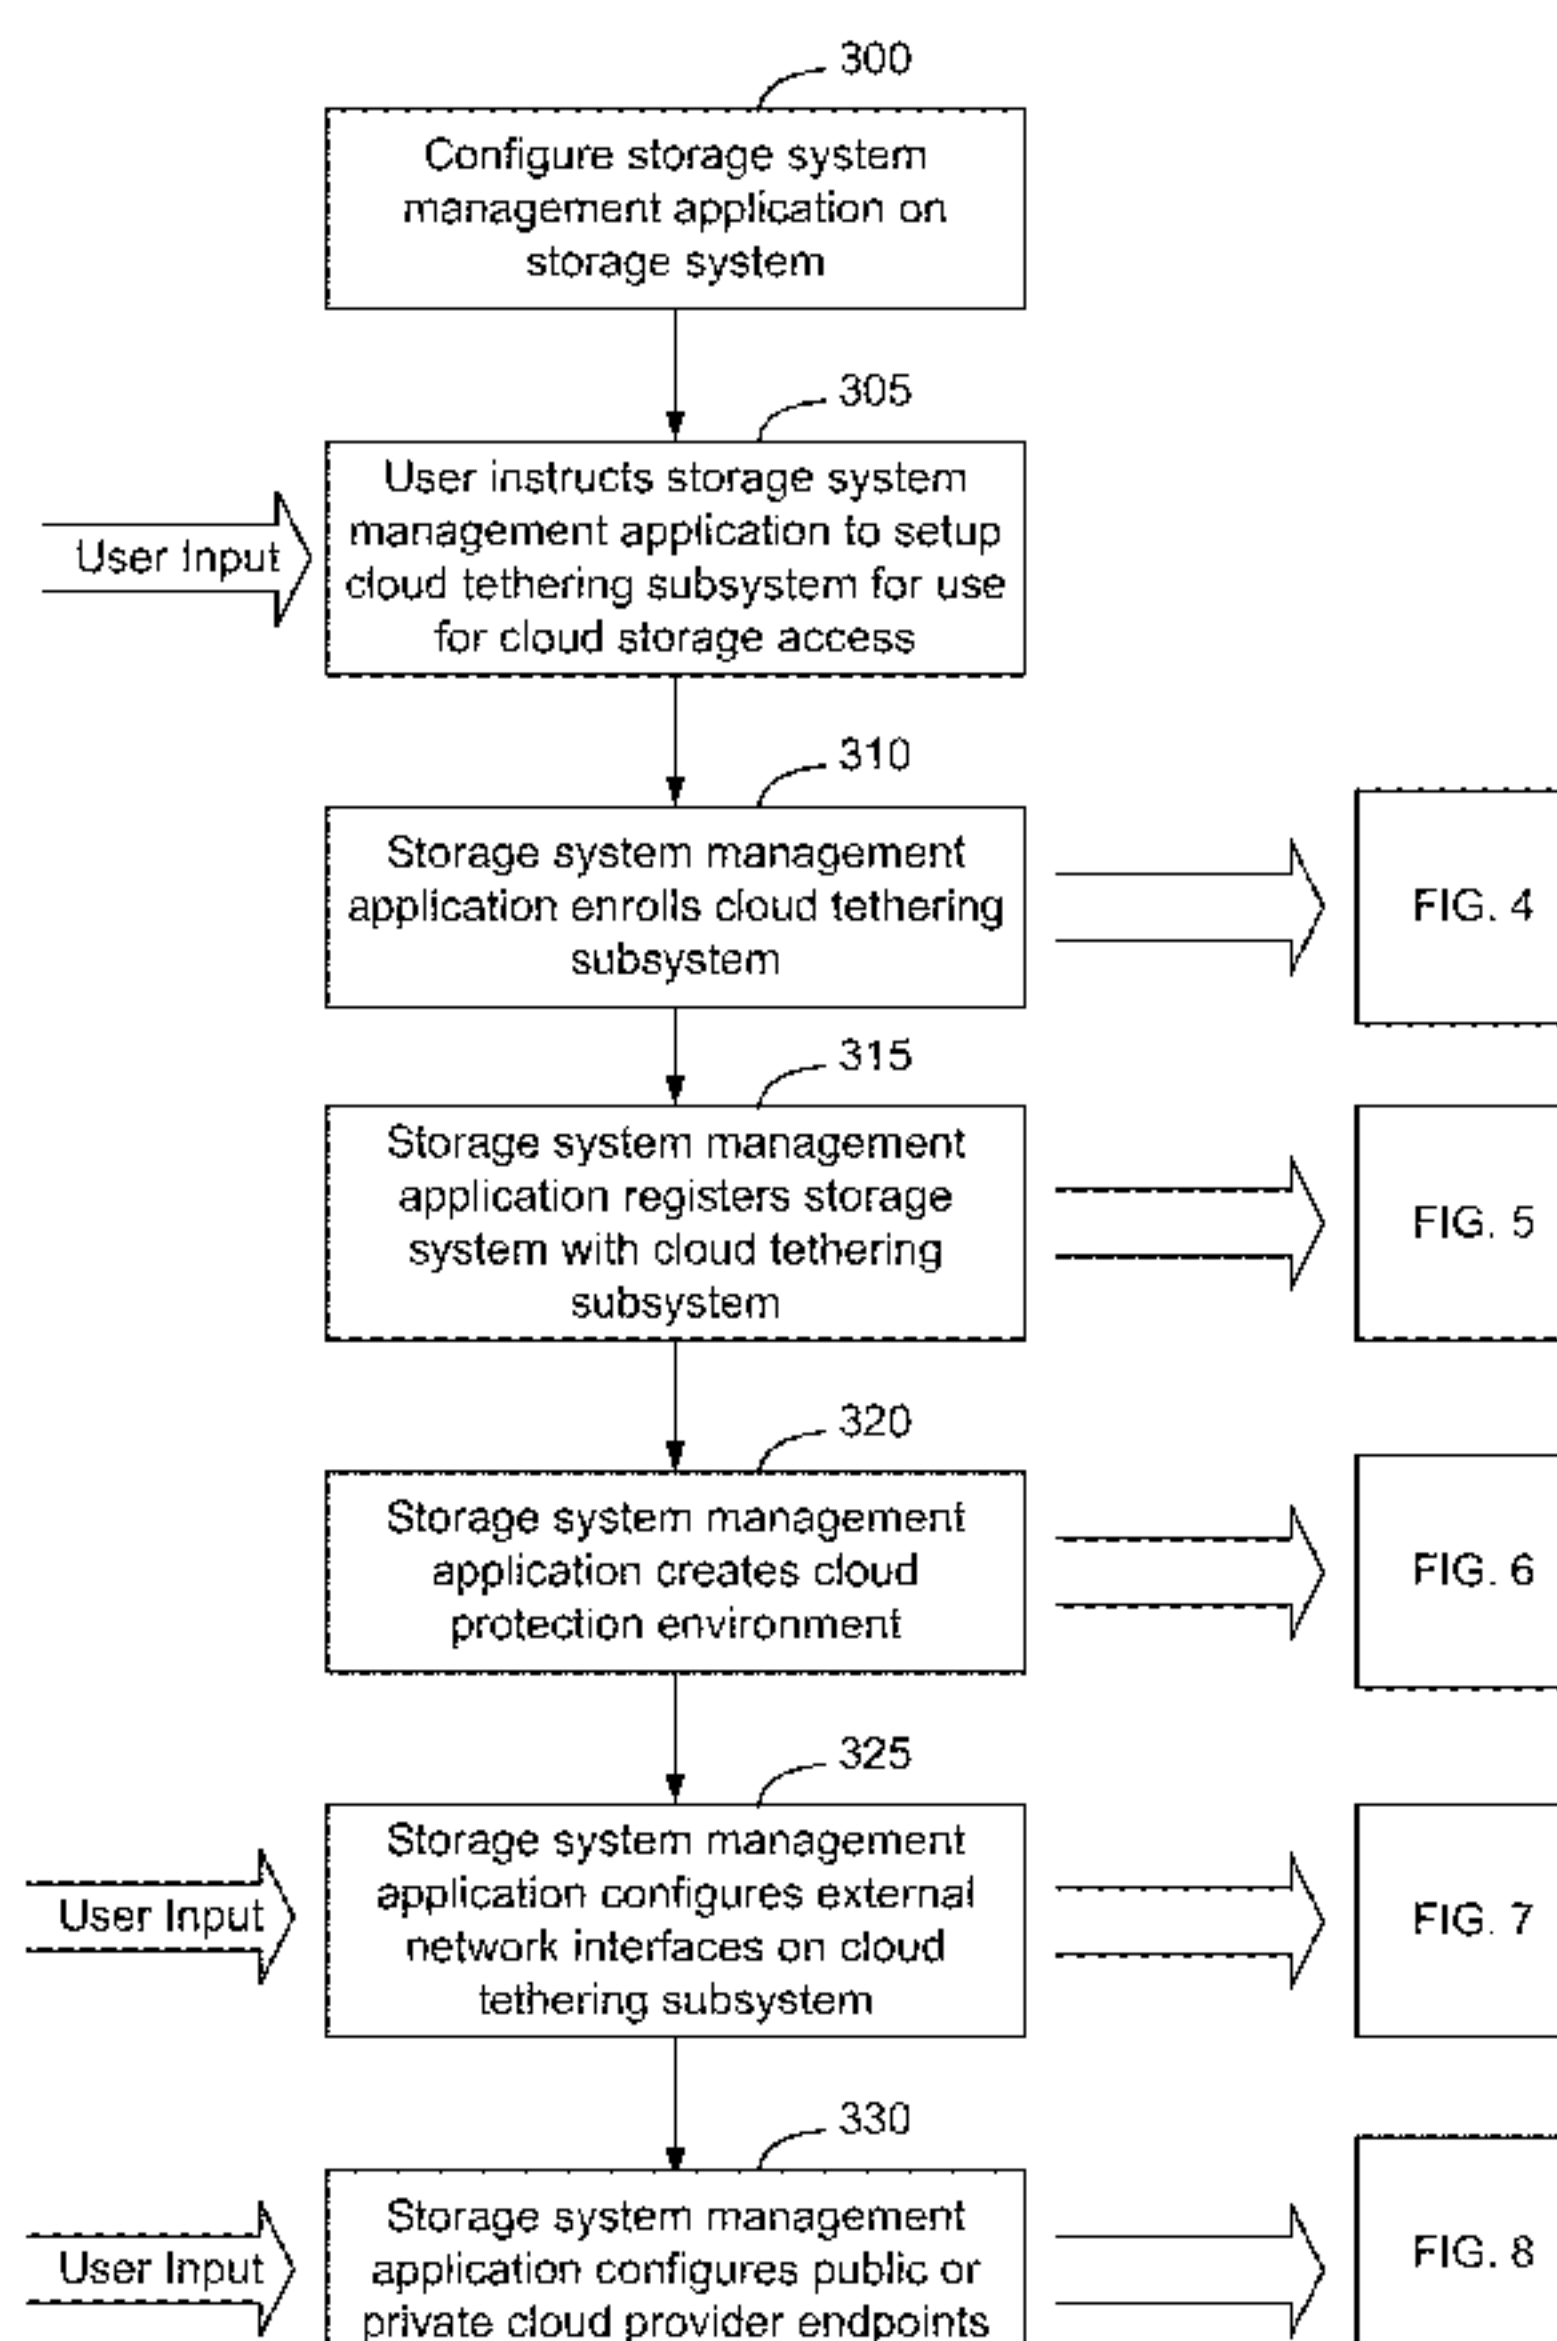 300
Configure storage system
management application on
storage system
305
User instructs storage system
management application to setup
cloud tethering subsystem for use
for cloud storage access
User Input
310
Storage system management
application enrolls cloud tethering
subsystem
FIG. 4
315
Storage system management
application registers storage
system with cloud tethering
subsystem
FIG. 5
320
Storage system management
application creates cloud
protection environment
FIG. 6
325
Storage system management
application configures external
network interfaces on cloud
tethering subsystem
User Input
FIG. 7
330
Storage system management
application configures public or
private cloud provider endpoints
User Input
FIG. 8